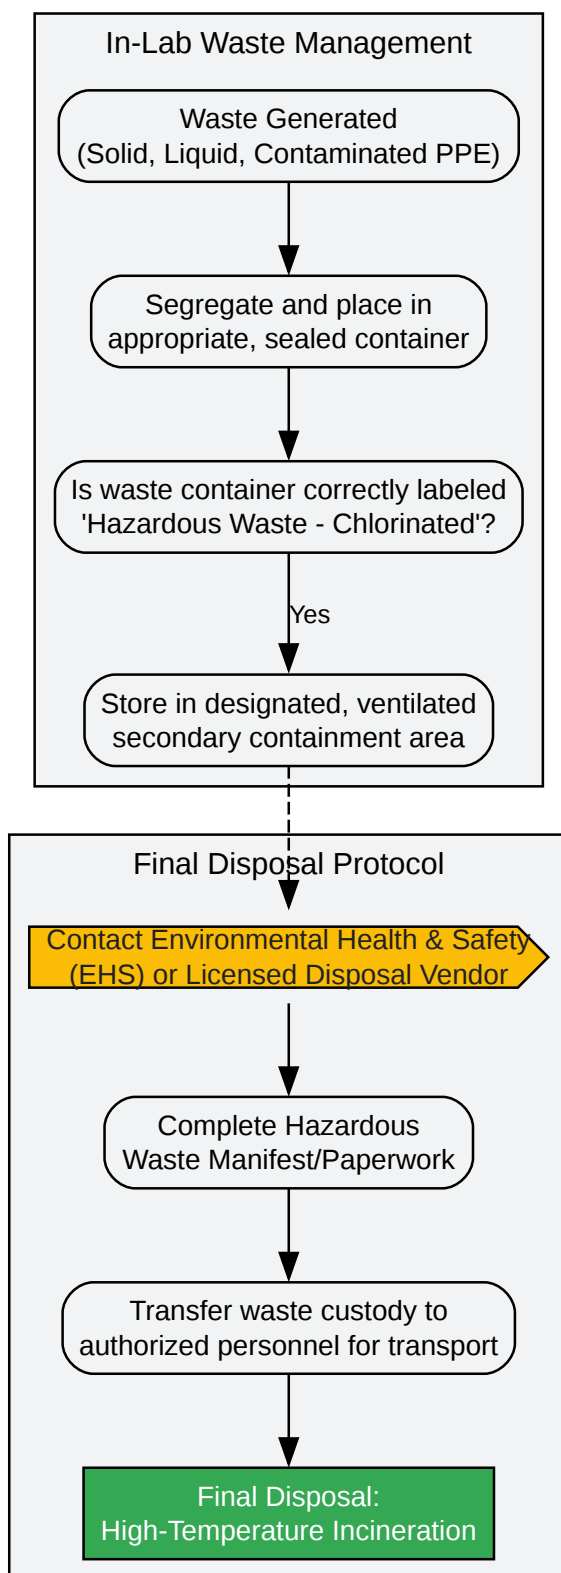 In-Lab Waste Management
Waste Generated
(Solid, Liquid, Contaminated PPE)
Segregate and place in
appropriate, sealed container
Is waste container correctly labeled
'Hazardous Waste - Chlorinated'?
Yes
Store in designated, ventilated
secondary containment area
Final Disposal Protocol
Contact Environmental Health & Safety
(EHS) or Licensed Disposal Vendor
Complete Hazardous
Waste Manifest/Paperwork
Transfer waste custody to
authorized personnel for transport
Final Disposal:
High-Temperature Incineration